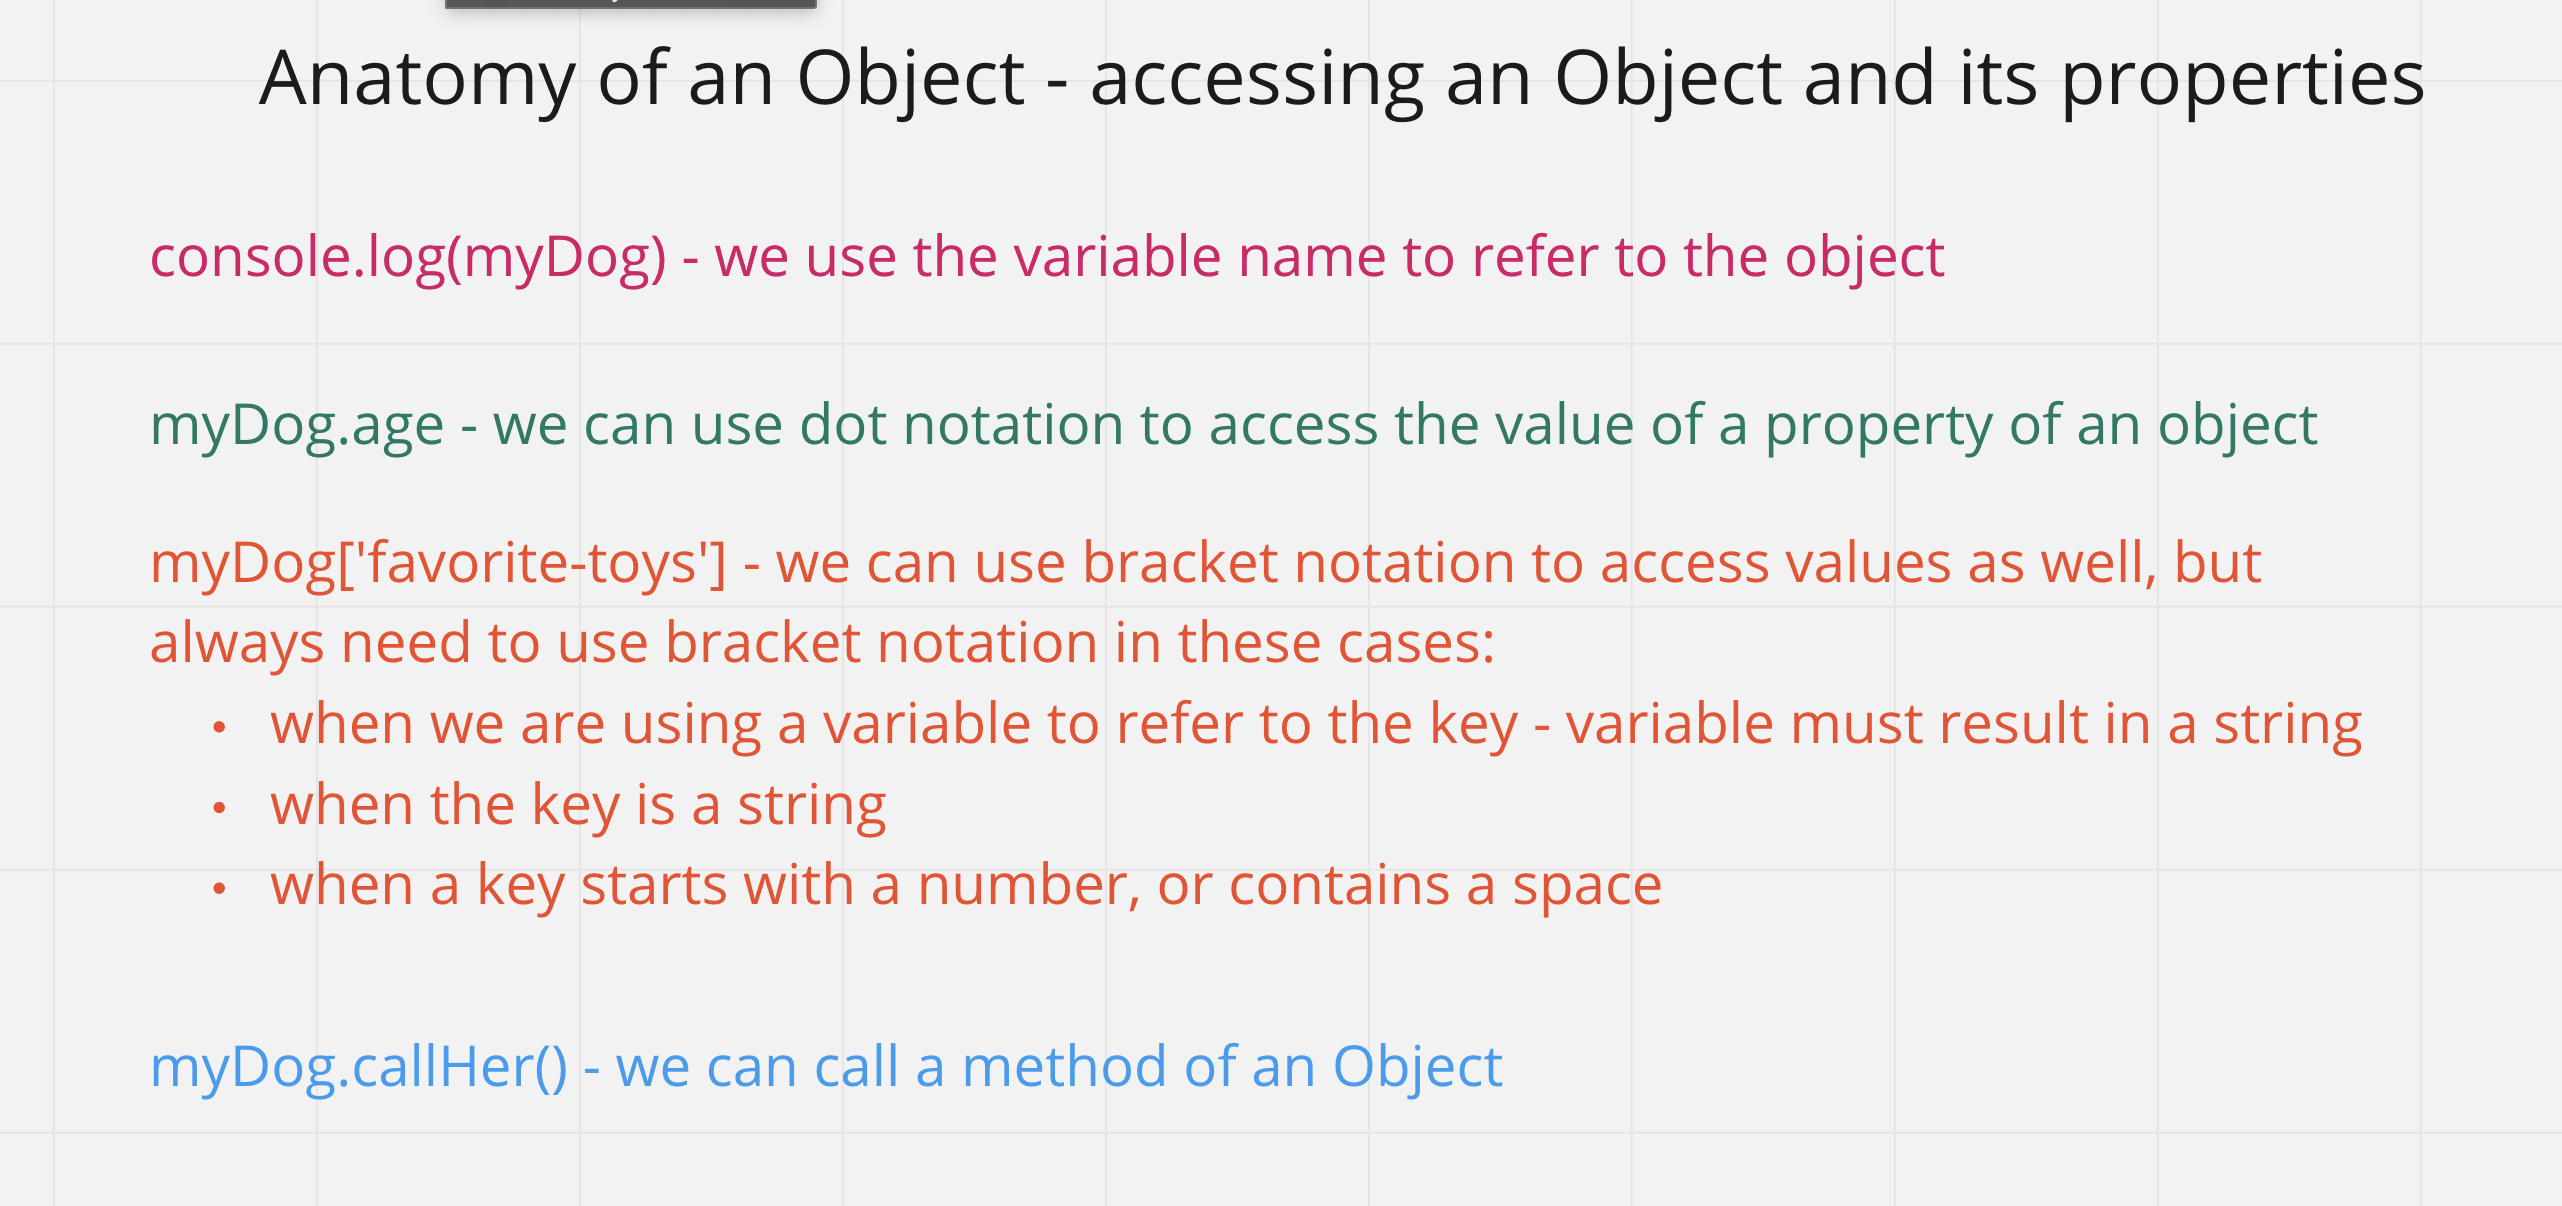 Anatomy of an Object - accessing an Object and its properties
console.log(myDog) - we use the variable name to refer to the object
myDog.age - we can use dot notation to access the value of a property of an object
myDog['favorite-toys'] - we can use bracket notation to access values as well, but
always need to use bracket notation in these cases:
• when we are using a variable to refer to the key - variable must result in a string
• when the key is a string
• when a key starts with a number, or contains a space
myDog.callHer() - we can call a method of an Object